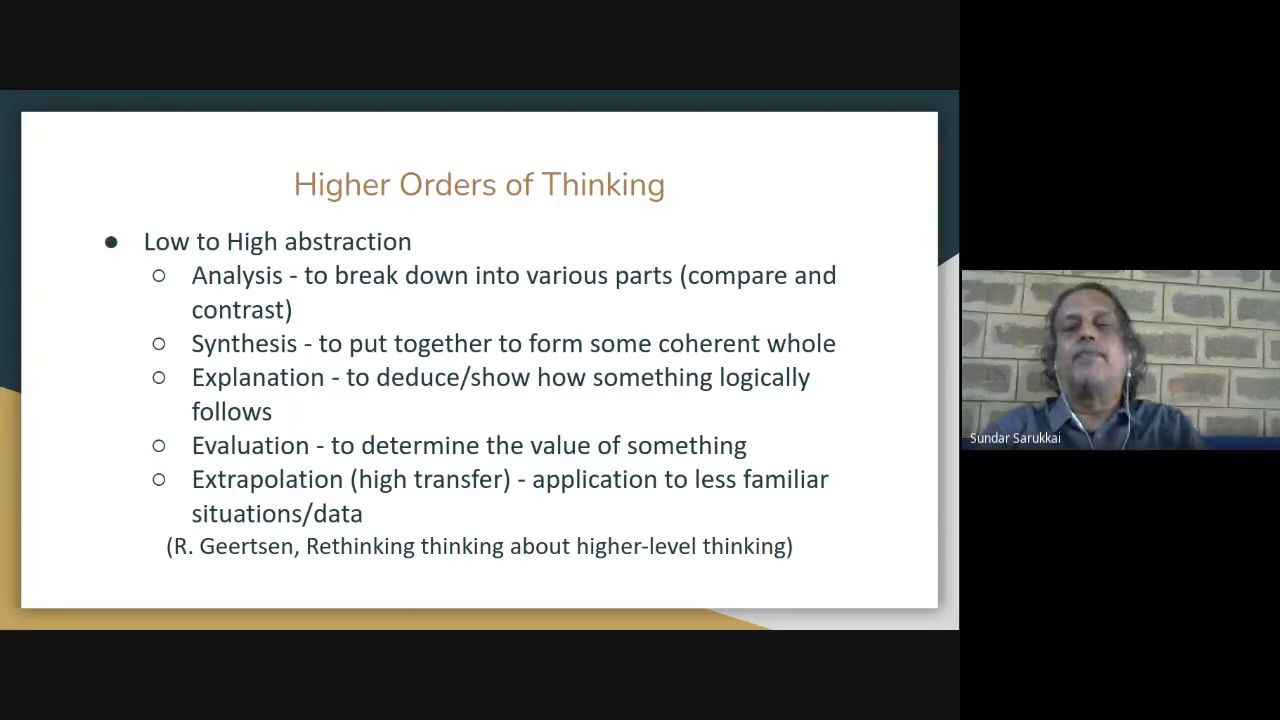 Higher Orders of Thinking
● Low to High abstraction
○ Analysis - to break down into various parts (compare and
contrast)
○ Synthesis - to put together to form some coherent whole
○ Explanation - to deduce/show how something logically
follows
○ Evaluation - to determine the value of something
○ Extrapolation (high transfer) - application to less familiar
situations/data
(R. Geertsen, Rethinking thinking about higher-level thinking)
Sundar Sarukkai